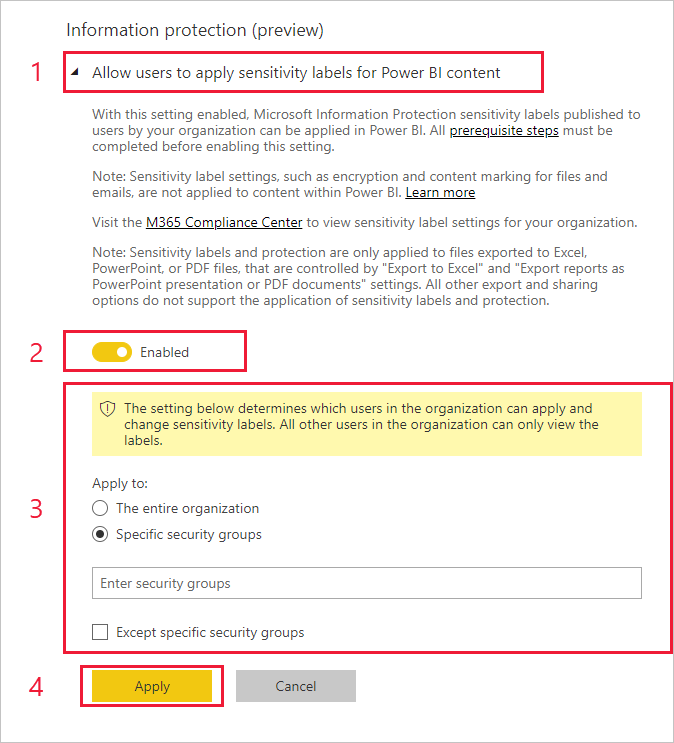 Information protection (preview)
1 Allow users to apply sensitivity labels for Power BI content
With this setting enabled, Microsoft Information Protection sensitivity labels published to
users by your organization can be applied in Power BI. All prerequisite steps must be
completed before enabling this setting.
Note: Sensitivity label settings, such as encryption and content marking for files and
emails, are not applied to content within Power BI. Learn more
Visit the M365 Compliance Center to view sensitivity label settings for your organization.
Note: Sensitivity labels and protection are only applied to files exported to Excel,
PowerPoint, or PDF files, that are controlled by "Export to Excel" and "Export reports as
PowerPoint presentation or PDF documents" settings. All other export and sharing
options do not support the application of sensitivity labels and protection.
2 Enabled
The setting below determines which users in the organization can apply and
change sensitivity labels. All other users in the organization can only view the
labels.
Apply to:
3 The entire organization
Specific security groups
Enter security groups
Except specific security groups
4 Apply Cancel